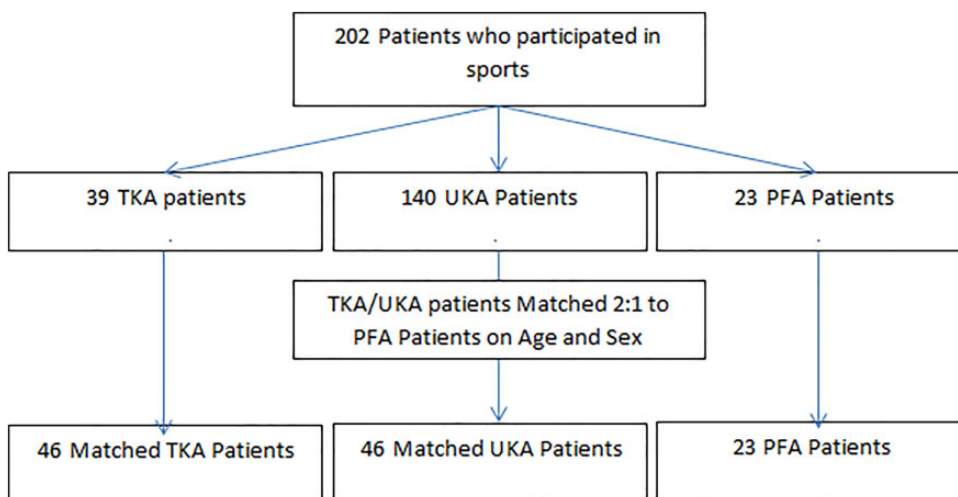 202 Patients who participated in
sports
39 TKA patients
.
140 UKA Patients
.
23 PFA Patients
.
TKA/UKA patients Matched 2:1 to
PFA Patients on Age and Sex
46 Matched TKA Patients
46 Matched UKA Patients
23 PFA Patients